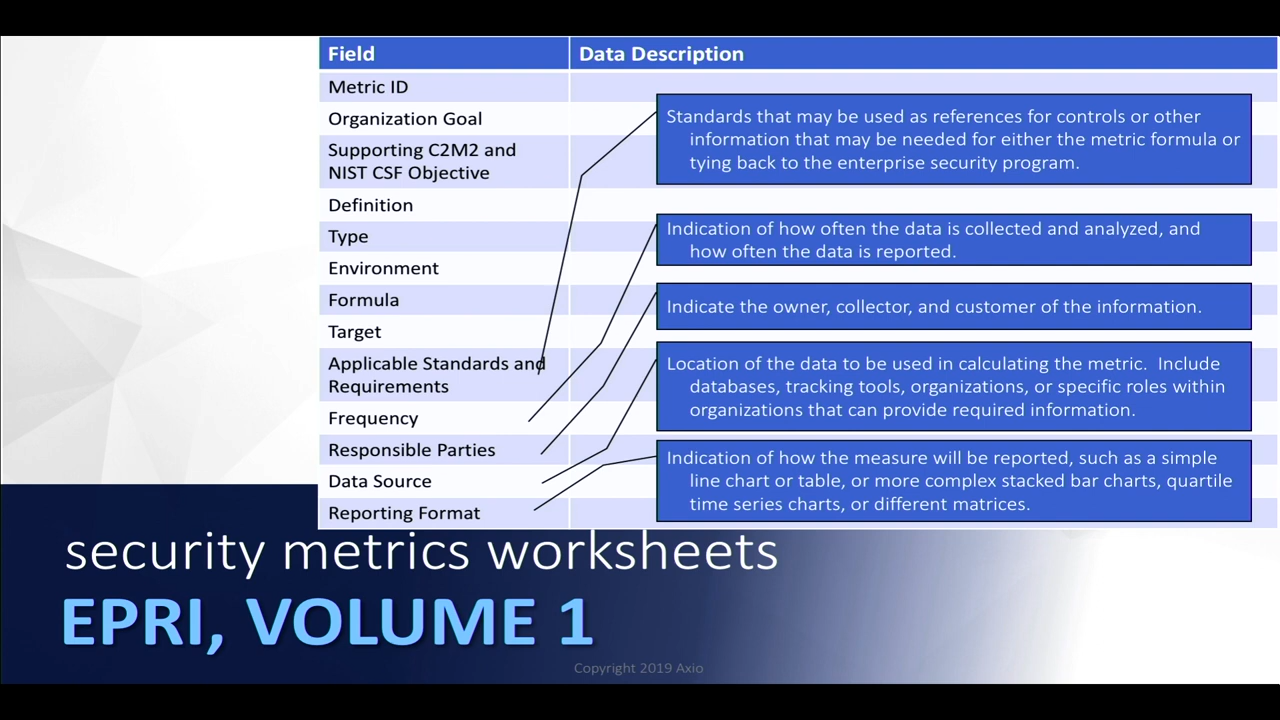 Field
Data Description
Metric ID
Organization Goal
Supporting C2M2 and
NIST CSF Objective
Definition
Type
Environment
Formula
Target
Applicable Standards and
Requirements
Frequency
Responsible Parties
Data Source
Reporting Format
Standards that may be used as references for controls or other
information that may be needed for either the metric formula or
tying back to the enterprise security program.
Indication of how often the data is collected and analyzed, and
how often the data is reported.
Indicate the owner, collector, and customer of the information.
Location of the data to be used in calculating the metric. Include
databases, tracking tools, organizations, or specific roles within
organizations that can provide required information.
Indication of how the measure will be reported, such as a simple
line chart or table, or more complex stacked bar charts, quartile
time series charts, or different matrices.
security metrics worksheets
EPRI, VOLUME 1
Copyright 2019 Axio